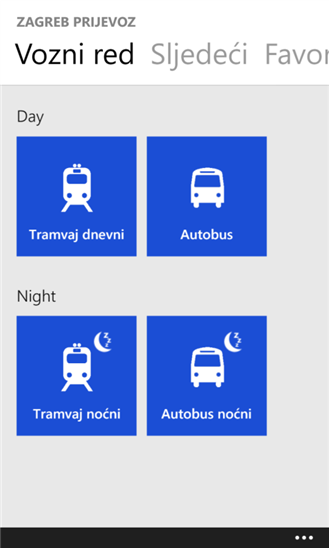 ZAGREB PRIJEVOZ
Vozni red Sljedeći Favor
Day
Tramvaj dnevni Autobus
Night
Tramvaj noćni Autobus noćni